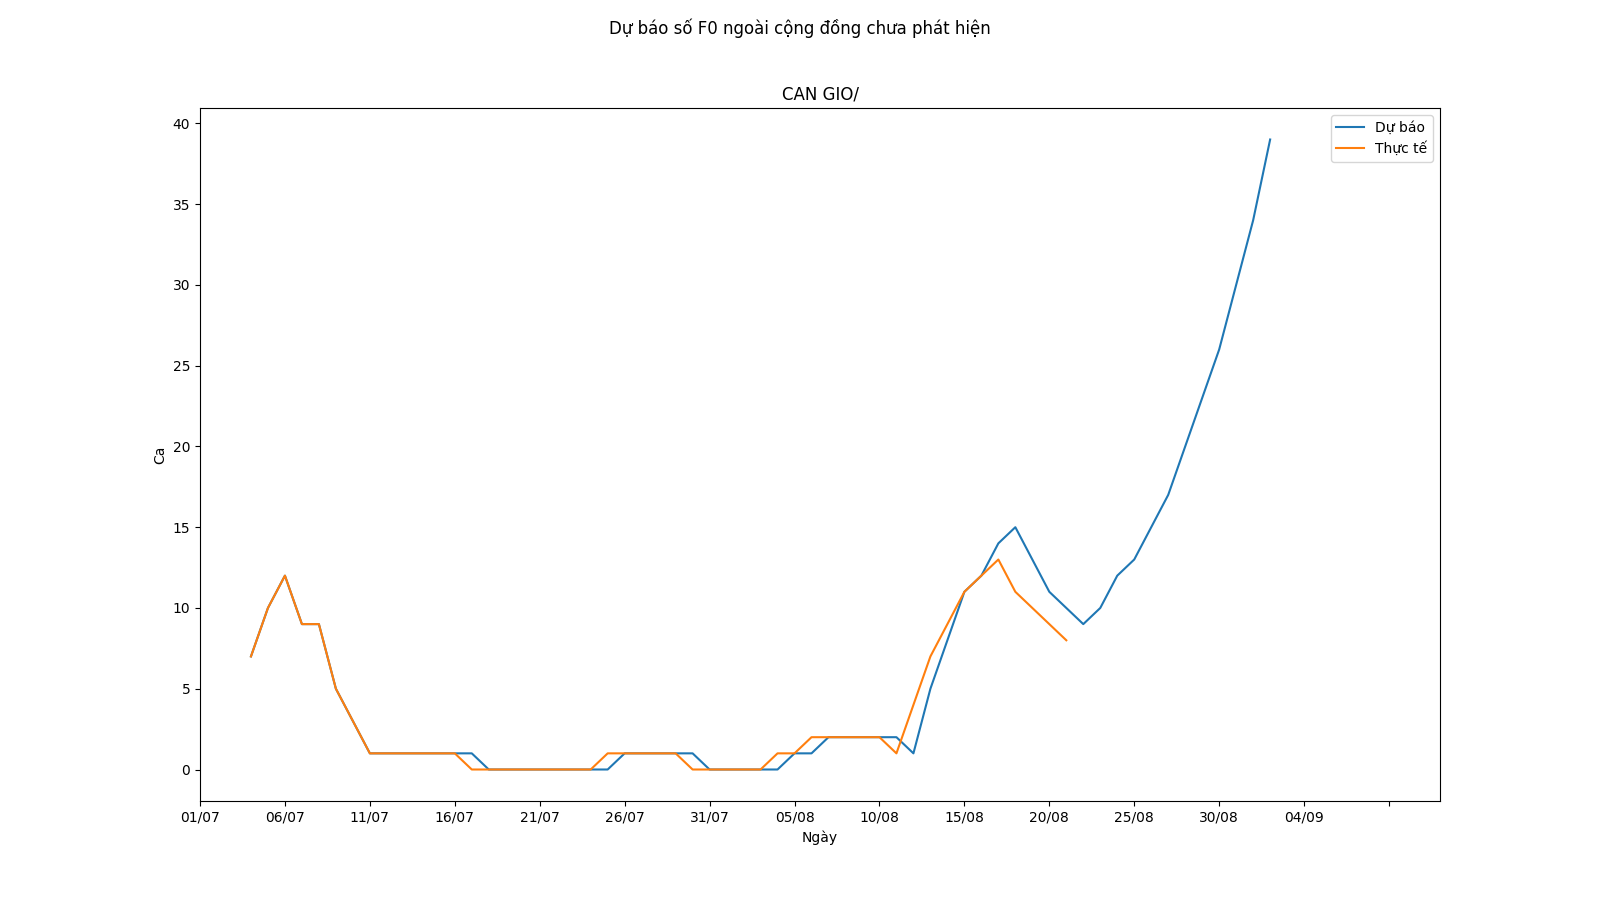 Dự báo số F0 ngoài cộng đồng chưa phát hiện
CAN GIO/
Dự báo
Thực tế
40
35
30
25
20
15
10
5
0
Ca
01/07 06/07 11/07 16/07 21/07 26/07 31/07 05/08 10/08 15/08 20/08 25/08 30/08 04/09
Ngày